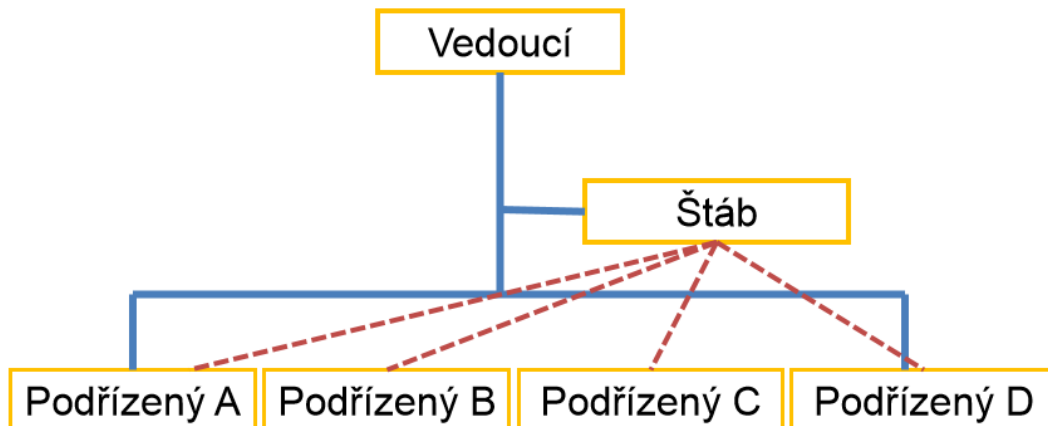 Vedoucí
Štáb
Podřízený A
Podřízený B
Podřízený C
Podřízený D